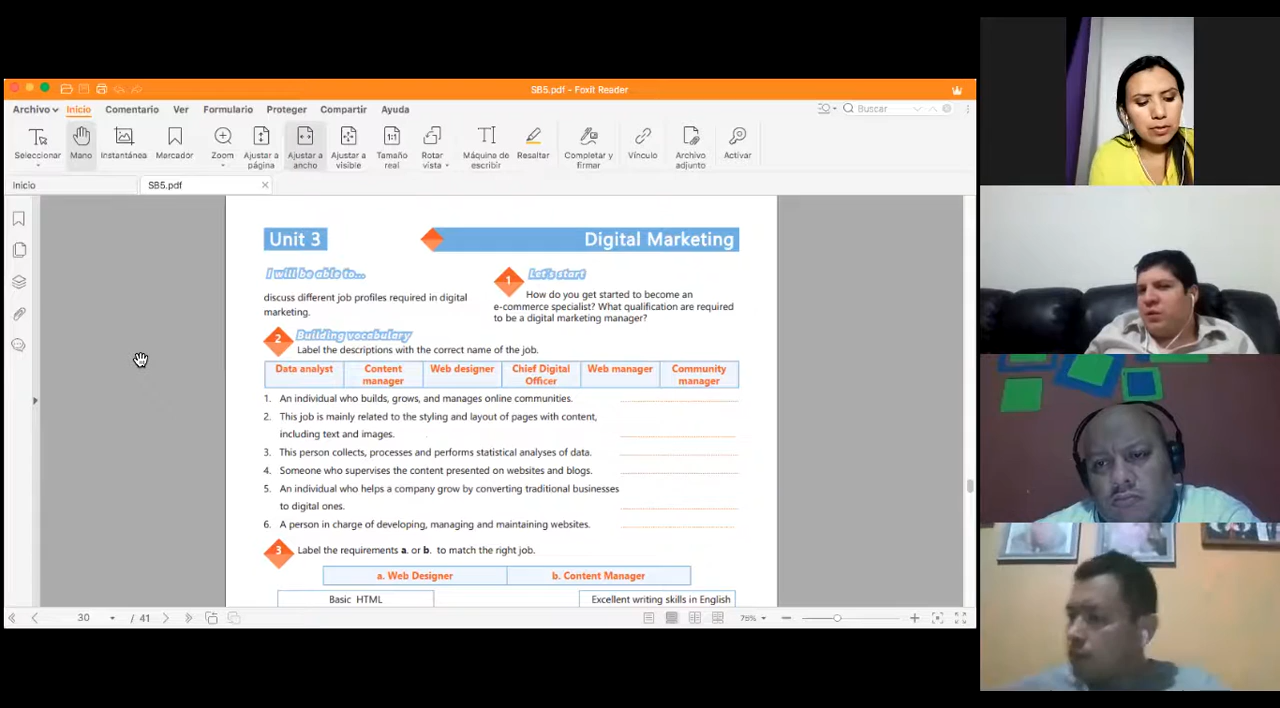 SB5.pdf - Foxit Reader
Archivo Inicio Comentario Ver Formulario Proteger Compartir Ayuda Buscar
Seleccionar Mano Instantánea Marcador Zoom Ajustar a página Ajustar a ancho Ajustar a visible Tamaño real Rotar vista Máquina de escribir Resaltar Completar y firmar Vínculo Archivo adjunto Activar
Inicio SB5.pdf
Unit 3 Digital Marketing
I will be able to...
discuss different job profiles required in digital
marketing.
1 Let's start
How do you get started to become an
e-commerce specialist? What qualification are required
to be a digital marketing manager?
2 Building vocabulary
Label the descriptions with the correct name of the job.
Data analyst Content manager Web designer Chief Digital Officer Web manager Community manager
1. An individual who builds, grows, and manages online communities.
2. This job is mainly related to the styling and layout of pages with content,
including text and images.
3. This person collects, processes and performs statistical analyses of data.
4. Someone who supervises the content presented on websites and blogs.
5. An individual who helps a company grow by converting traditional businesses
to digital ones.
6. A person in charge of developing, managing and maintaining websites.
3 Label the requirements a. or b. to match the right job.
a. Web Designer b. Content Manager
Basic HTML Excellent writing skills in English
30 / 41 75%